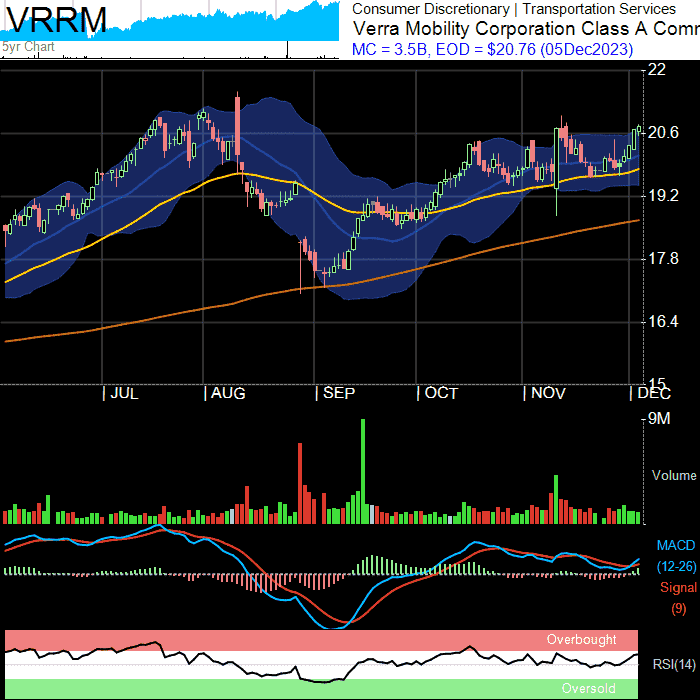 VRRM
5yr Chart
Consumer Discretionary | Transportation Services
Verra Mobility Corporation Class A Comm
MC = 3.5B, EOD = $20.76 (05Dec2023)
22
20.6
19.2
17.8
16.4
15
JUL AUG SEP OCT NOV DEC
9M
Volume
MACD
(12-26)
Signal
(9)
Overbought
RSI(14)
Oversold